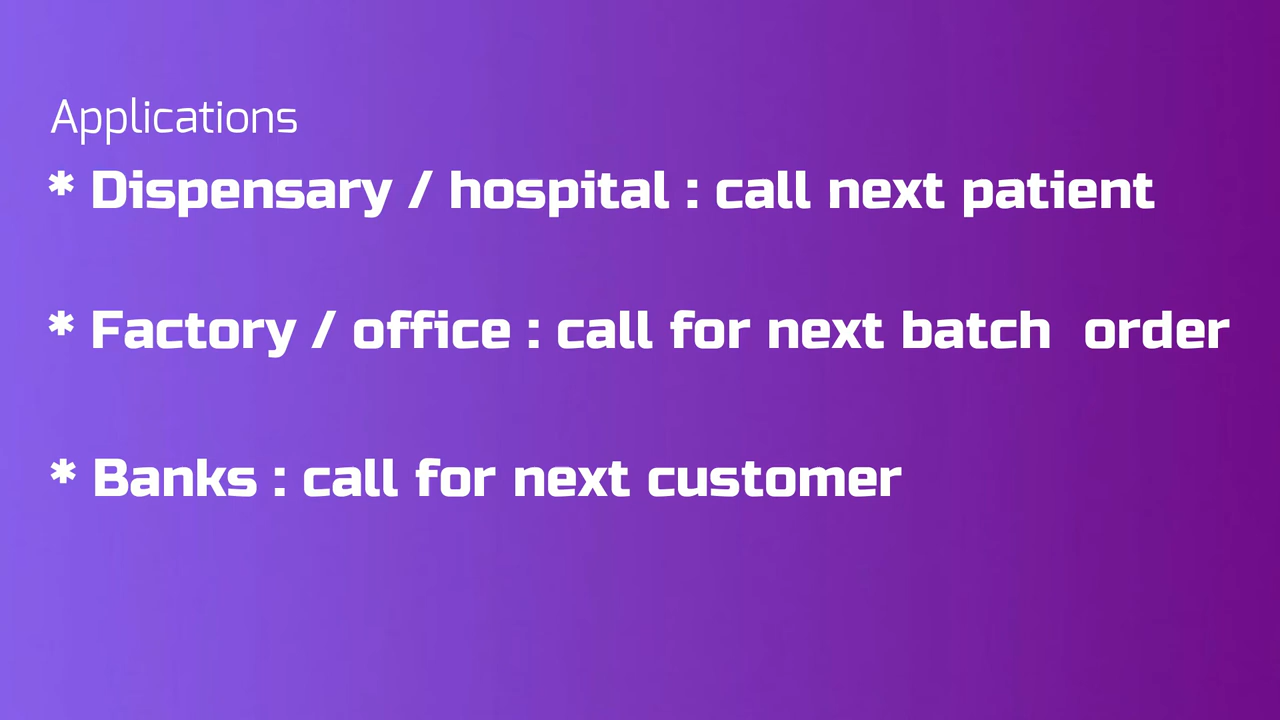 Applications
* Dispensary / hospital : call next patient
* Factory / office : call for next batch  order
* Banks : call for next customer